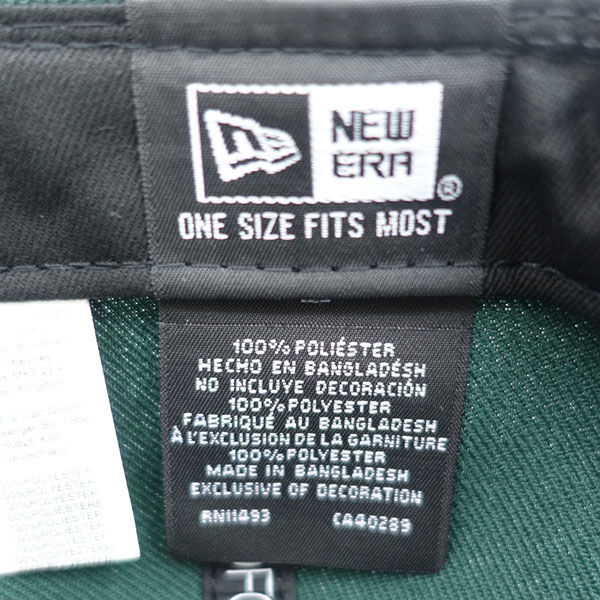 NEW
ERA
®
ONE SIZE FITS MOST
100% POLIÉSTER
HECHO EN BANGLADÉSH
NO INCLUYE DECORACIÓN
100% POLYESTER
FABRIQUÉ AU BANGLADESH
À L'EXCLUSION DE LA GARNITURE
100% POLYESTER
MADE IN BANGLADESH
EXCLUSIVE OF DECORATION
RN11493 CA40289